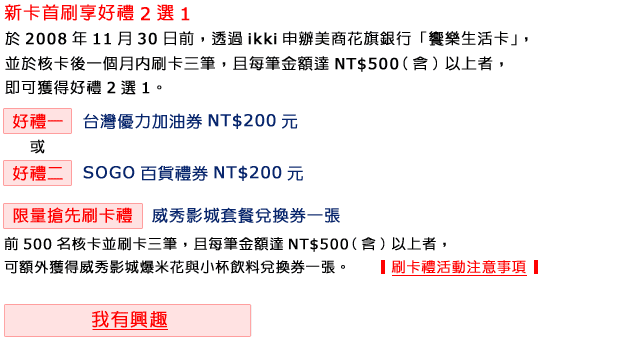 新卡首刷享好禮 2 選 1
於 2008 年 11 月 30 日前，透過 ikki 申辦美商花旗銀行「饗樂生活卡」，
並於核卡後一個月內刷卡三筆，且每筆金額達 NT$500（含）以上者，
即可獲得好禮 2 選 1。
好禮一 台灣優力加油券 NT$200 元
或
好禮二 SOGO 百貨禮券 NT$200 元
限量搶先刷卡禮 威秀影城套餐兌換券一張
前 500 名核卡並刷卡三筆，且每筆金額達 NT$500（含）以上者，
可額外獲得威秀影城爆米花與小杯飲料兌換券一張。 ▌刷卡禮活動注意事項▐
我有興趣